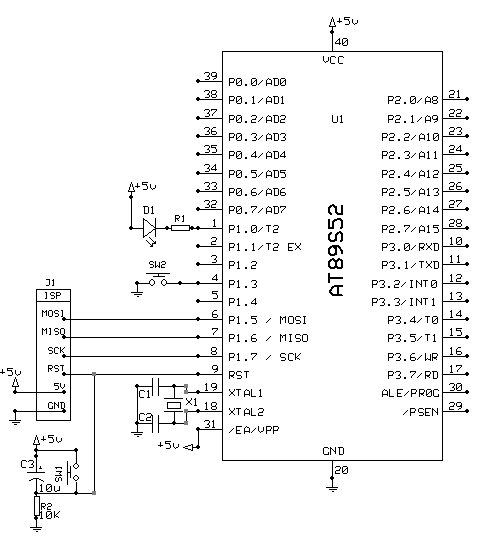 +5v
40
VCC
39 P0.0/AD0
38 P0.1/AD1 P2.0/A8 21
37 P0.2/AD2 U1 P2.1/A9 22
36 P0.3/AD3 P2.2/A10 23
35 P0.4/AD4 P2.3/A11 24
34 P0.5/AD5 P2.4/A12 25
33 P0.6/AD6 P2.5/A13 26
32 P0.7/AD7 P2.6/A14 27
+5v
D1 R1 1 P1.0/T2 P2.7/A15 28
2 P1.1/T2 EX P3.0/RXD 10
SW2 3 P1.2 P3.1/TXD 11
4 P1.3 P3.2/INT0 12
5 P1.4 P3.3/INT1 13
AT89S52
J1
ISP
MOSI 6 P1.5 / MOSI P3.4/T0 14
MISO 7 P1.6 / MISO P3.5/T1 15
SCK 8 P1.7 / SCK P3.6/WR 16
RST 9 RST P3.7/RD 17
+5v 5V C1 19 XTAL1 ALE/PROG 30
X1
GND C2 18 XTAL2 /PSEN 29
+5v 31 /EA/VPP
+5v
GND
20
C3 + SW1
10u
R2
10K